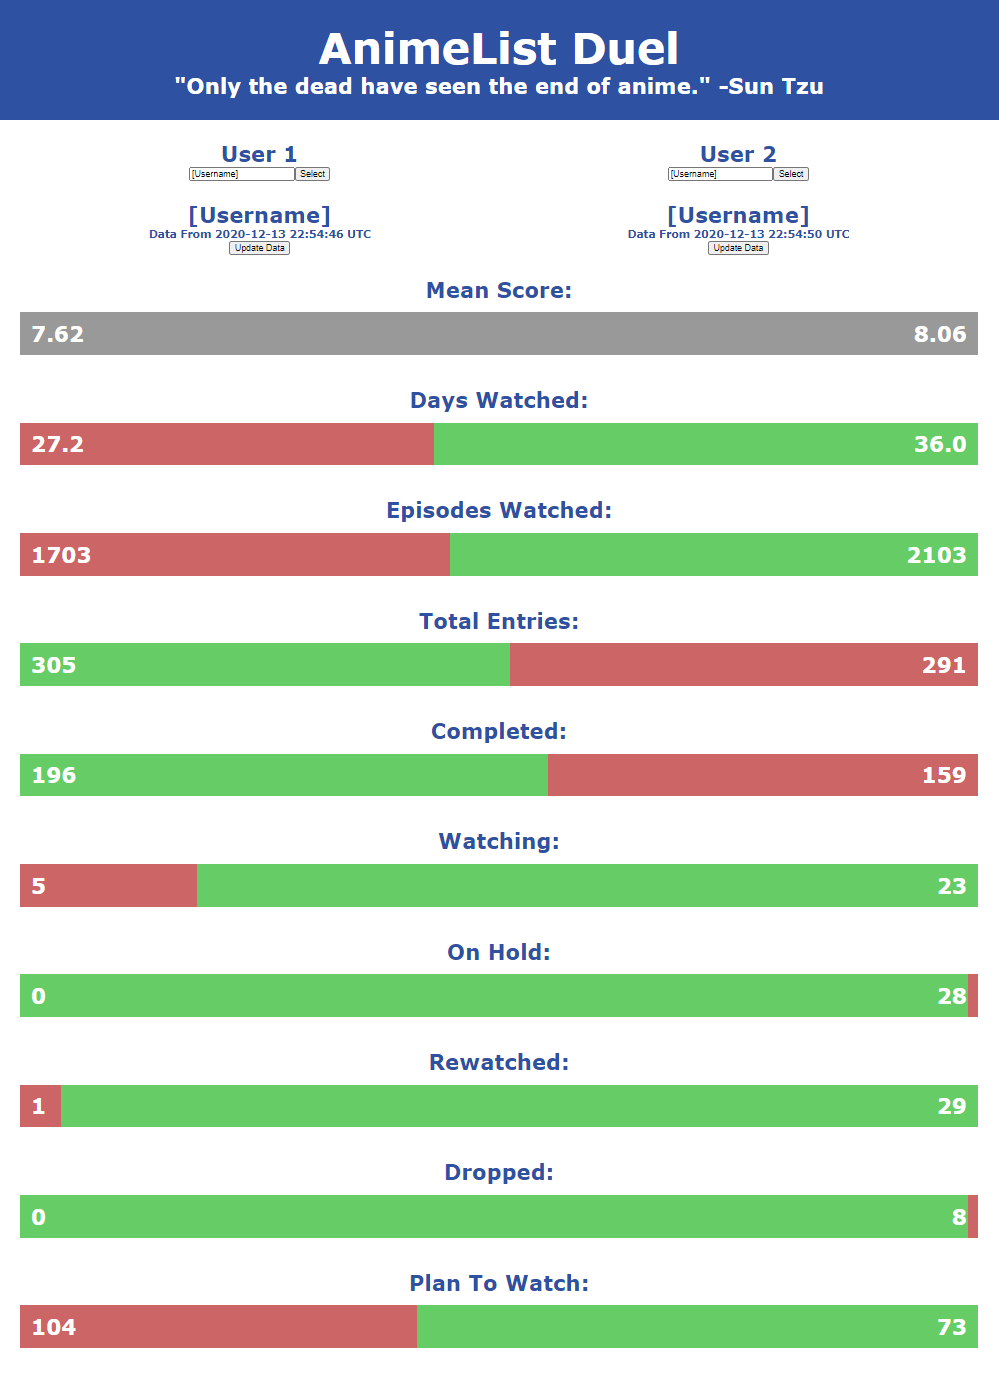 AnimeList Duel
"Only the dead have seen the end of anime." -Sun Tzu
User 1
[Username] Select
User 2
[Username] Select
[Username]
Data From 2020-12-13 22:54:46 UTC
Update Data
[Username]
Data From 2020-12-13 22:54:50 UTC
Update Data
Mean Score:
7.62 8.06
Days Watched:
27.2 36.0
Episodes Watched:
1703 2103
Total Entries:
305 291
Completed:
196 159
Watching:
5 23
On Hold:
0 28
Rewatched:
1 29
Dropped:
0 8
Plan To Watch:
104 73